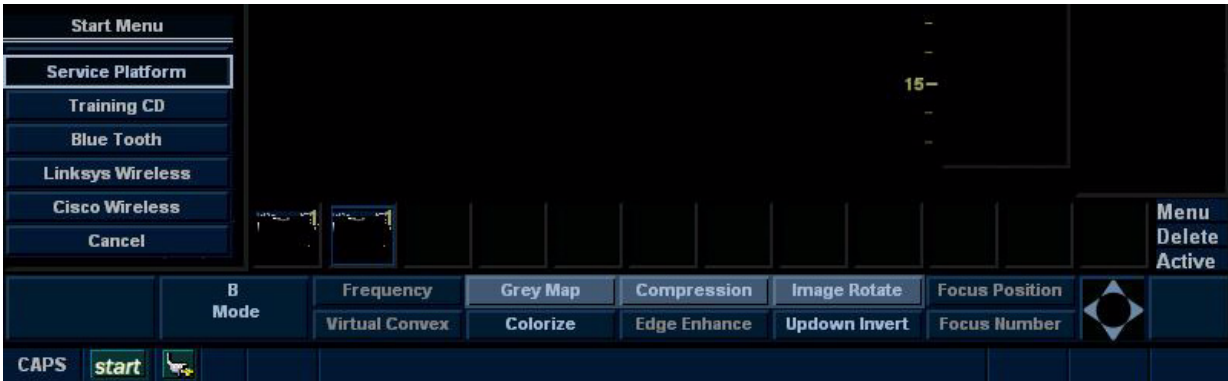 Start Menu
Service Platform
Training CD
Blue Tooth
Linksys Wireless
Cisco Wireless
Cancel
15
Menu
Delete
Active
B
Mode
Frequency
Grey Map
Compression
Image Rotate
Focus Position
Virtual Convex
Colorize
Edge Enhance
Updown Invert
Focus Number
CAPS
start